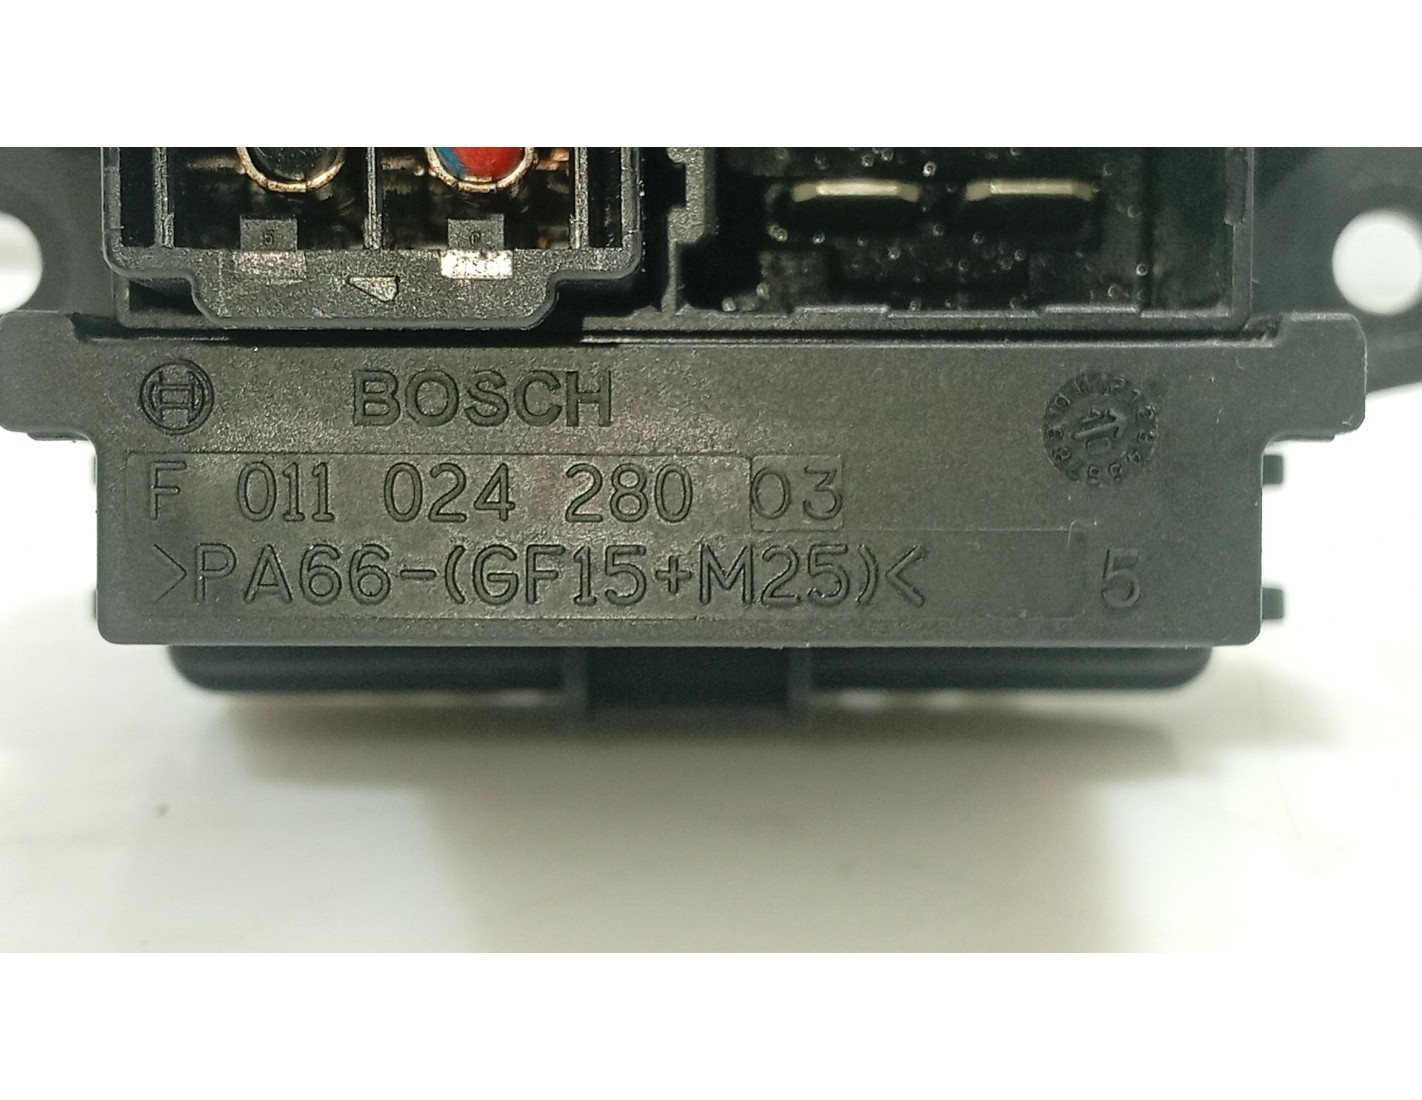 BOSCH
F 011 024 280 03
>PA66-(GF15+M25)<
5